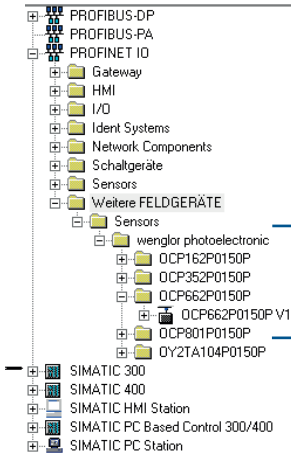 PROFIBUS-DP
PROFIBUS-PA
PROFINET IO
Gateway
HMI
I/O
Ident Systems
Network Components
Schaltgeräte
Sensors
Weitere FELDGERÄTE
Sensors
wenglor photoelectronic
OCP162P0150P
OCP352P0150P
OCP662P0150P
OCP662P0150P V1
OCP801P0150P
OY2TA104P0150P
SIMATIC 300
SIMATIC 400
SIMATIC HMI Station
SIMATIC PC Based Control 300/400
SIMATIC PC Station